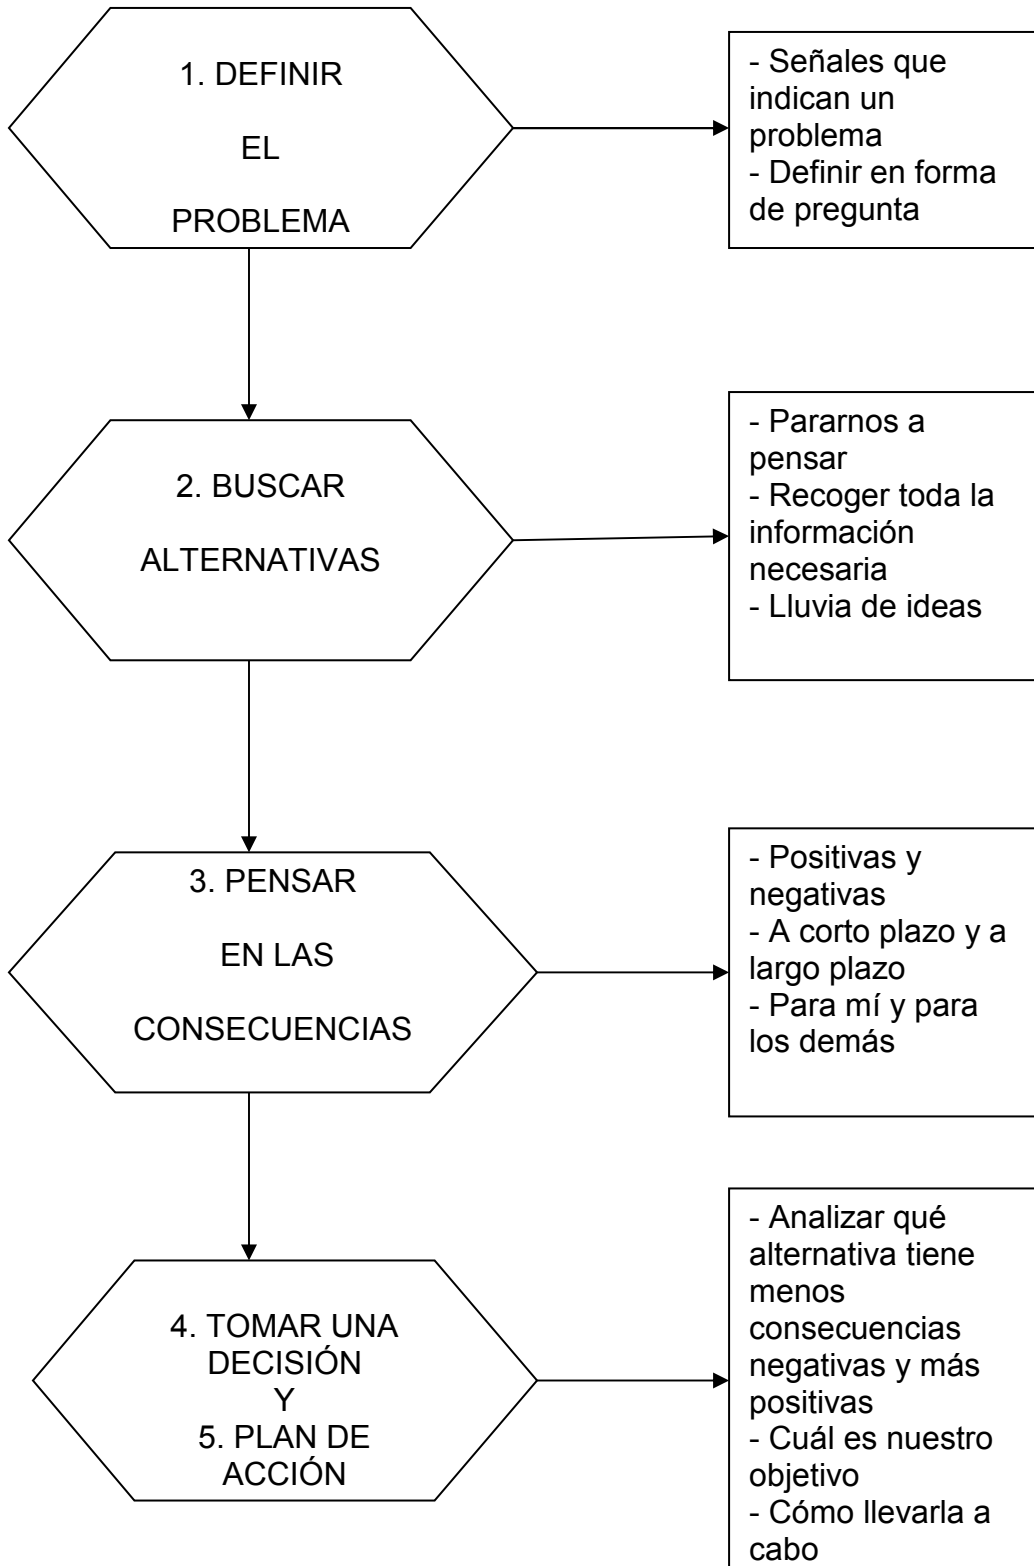 1. DEFINIR
EL
PROBLEMA
- Señales que
indican un
problema
- Definir en forma
de pregunta
2. BUSCAR
ALTERNATIVAS
- Pararnos a
pensar
- Recoger toda la
información
necesaria
- Lluvia de ideas
3. PENSAR
EN LAS
CONSECUENCIAS
- Positivas y
negativas
- A corto plazo y a
largo plazo
- Para mí y para
los demás
4. TOMAR UNA
DECISIÓN
Y
5. PLAN DE
ACCIÓN
- Analizar qué
alternativa tiene
menos
consecuencias
negativas y más
positivas
- Cuál es nuestro
objetivo
- Cómo llevarla a
cabo